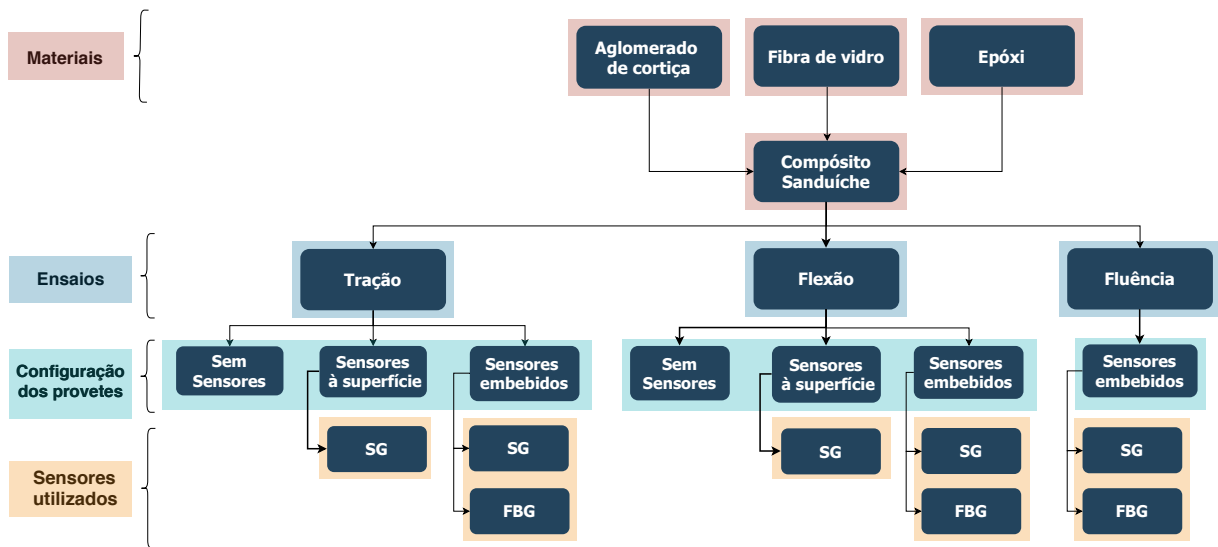 Materiais
Aglomerado
de cortiça
Fibra de vidro
Epóxi
Compósito
Sanduíche
Ensaios
Tração
Flexão
Fluência
Configuração
dos provetes
Sem
Sensores
Sensores
à superfície
Sensores
embebidos
Sem
Sensores
Sensores
à superfície
Sensores
embebidos
Sensores
embebidos
Sensores
utilizados
SG
SG
FBG
SG
SG
FBG
SG
FBG